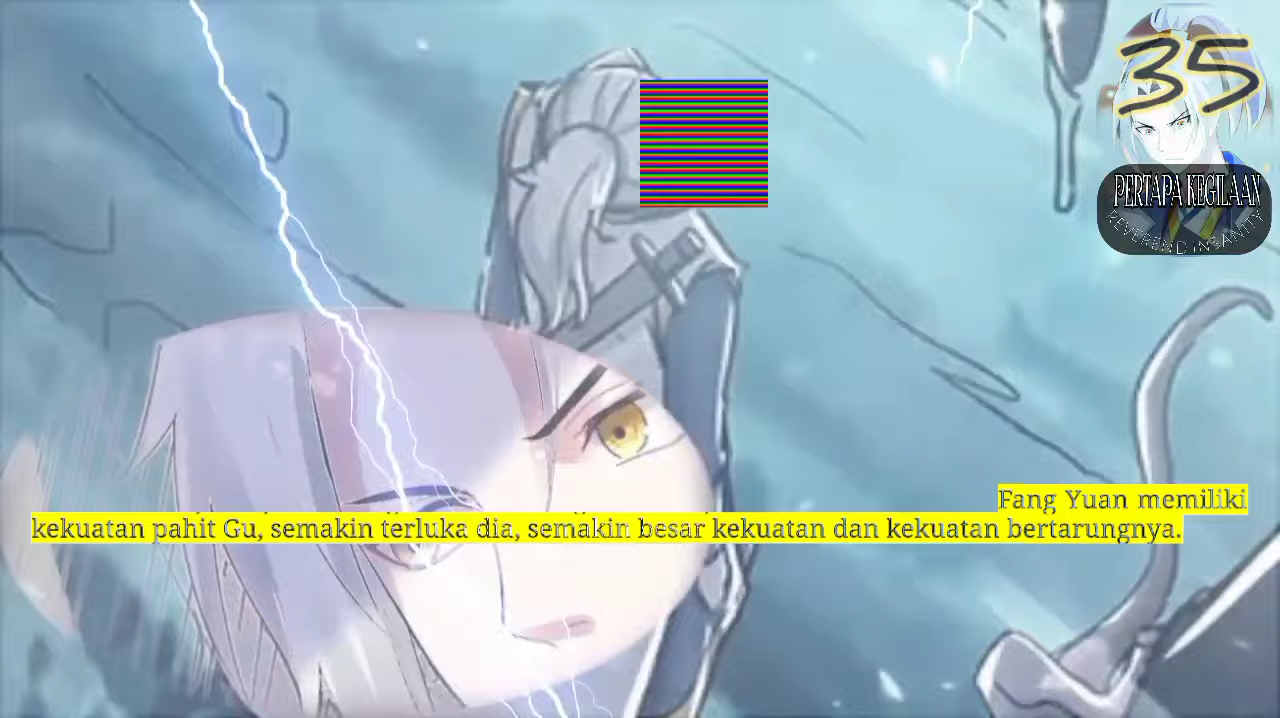 35
PERTAPA KEGILAAN
REVEREND INSANITY
Fang Yuan memiliki
kekuatan pahit Gu, semakin terluka dia, semakin besar kekuatan dan kekuatan bertarungnya.